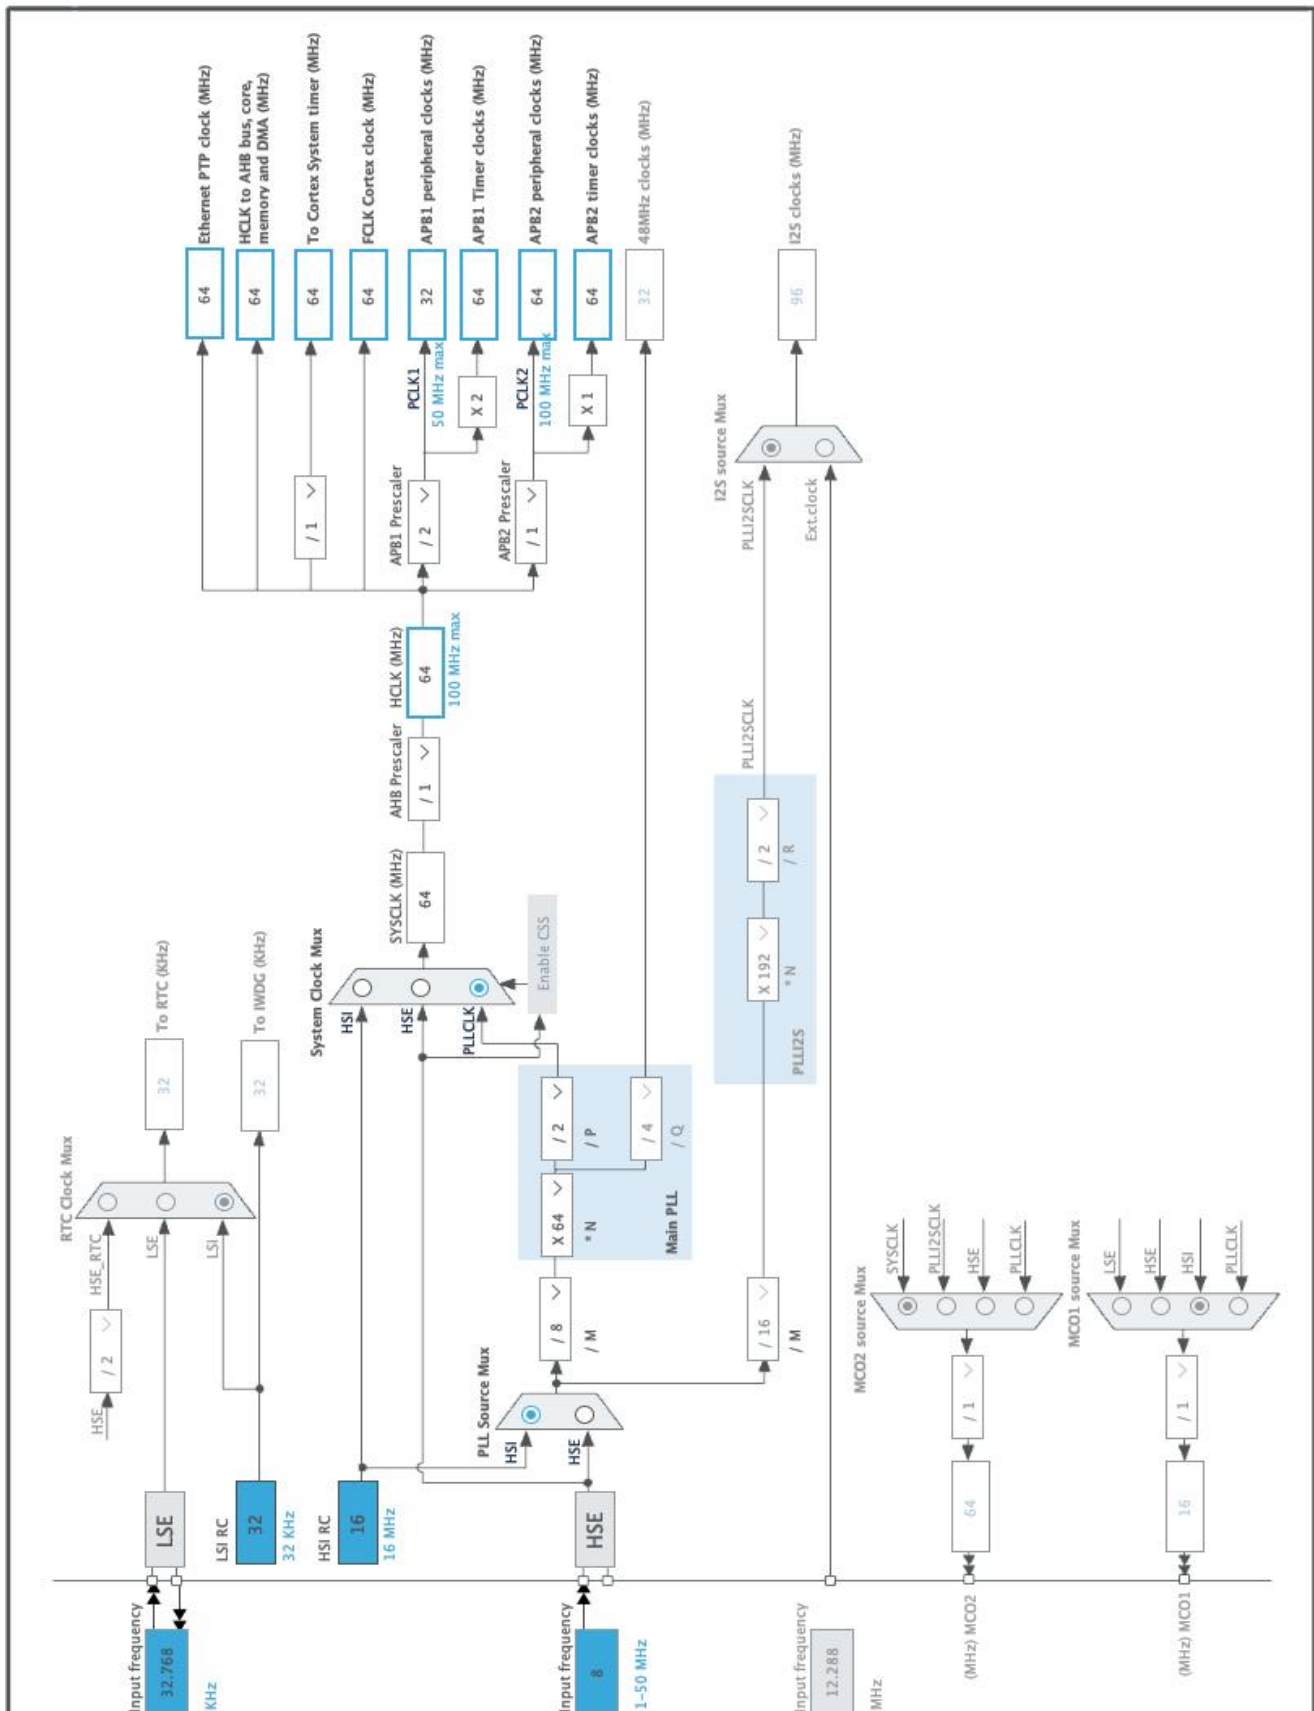 Input frequency
32.768
KHz
LSE
HSE
/ 2
HSE_RTC
LSE
LSI
RTC Clock Mux
32
To RTC (KHz)
LSI RC
32
32 KHz
32
To IWDG (KHz)
HSI RC
16
16 MHz
System Clock Mux
HSI
HSE
PLLCLK
Enable CSS
SYSCLK (MHz)
64
AHB Prescaler
/ 1
HCLK (MHz)
64
100 MHz max
64
Ethernet PTP clock (MHz)
64
HCLK to AHB bus, core,
memory and DMA (MHz)
/ 1
64
To Cortex System timer (MHz)
64
FCLK Cortex clock (MHz)
APB1 Prescaler
/ 2
PCLK1
50 MHz max
32
APB1 peripheral clocks (MHz)
X 2
64
APB1 Timer clocks (MHz)
APB2 Prescaler
/ 1
PCLK2
100 MHz max
64
APB2 peripheral clocks (MHz)
X 1
64
APB2 timer clocks (MHz)
32
48MHz clocks (MHz)
Input frequency
8
1-50 MHz
HSE
PLL Source Mux
HSI
HSE
/ 8
/ M
X 64
* N
/ 2
/ P
/ 4
/ Q
Main PLL
/ 16
/ M
PLLI2S
X 192
* N
/ 2
/ R
PLLI2SCLK
PLLI2SCLK
Ext.clock
I2S source Mux
96
I2S clocks (MHz)
Input frequency
12.288
MHz
MCO2 source Mux
SYSCLK
PLLI2SCLK
HSE
PLLCLK
/ 1
64
(MHz) MCO2
MCO1 source Mux
LSE
HSE
HSI
PLLCLK
/ 1
16
(MHz) MCO1